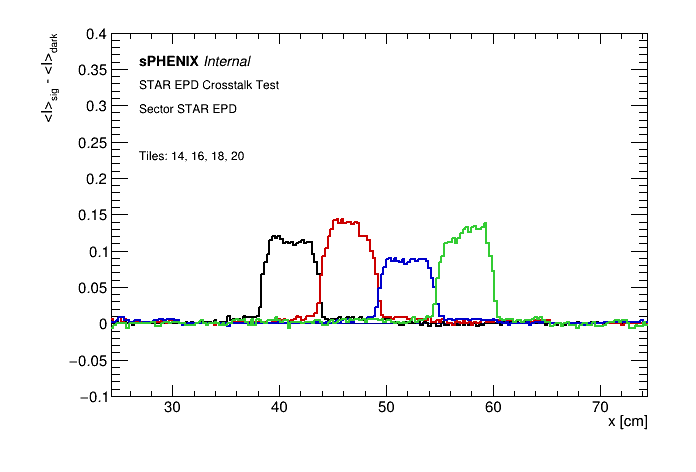 0.4
0.35
0.3
0.25
0.2
0.15
0.1
0.05
0
−0.05
−0.1
<I>sig - <I>dark
sPHENIX Internal
STAR EPD Crosstalk Test
Sector STAR EPD
Tiles: 14, 16, 18, 20
30 40 50 60 70
x [cm]